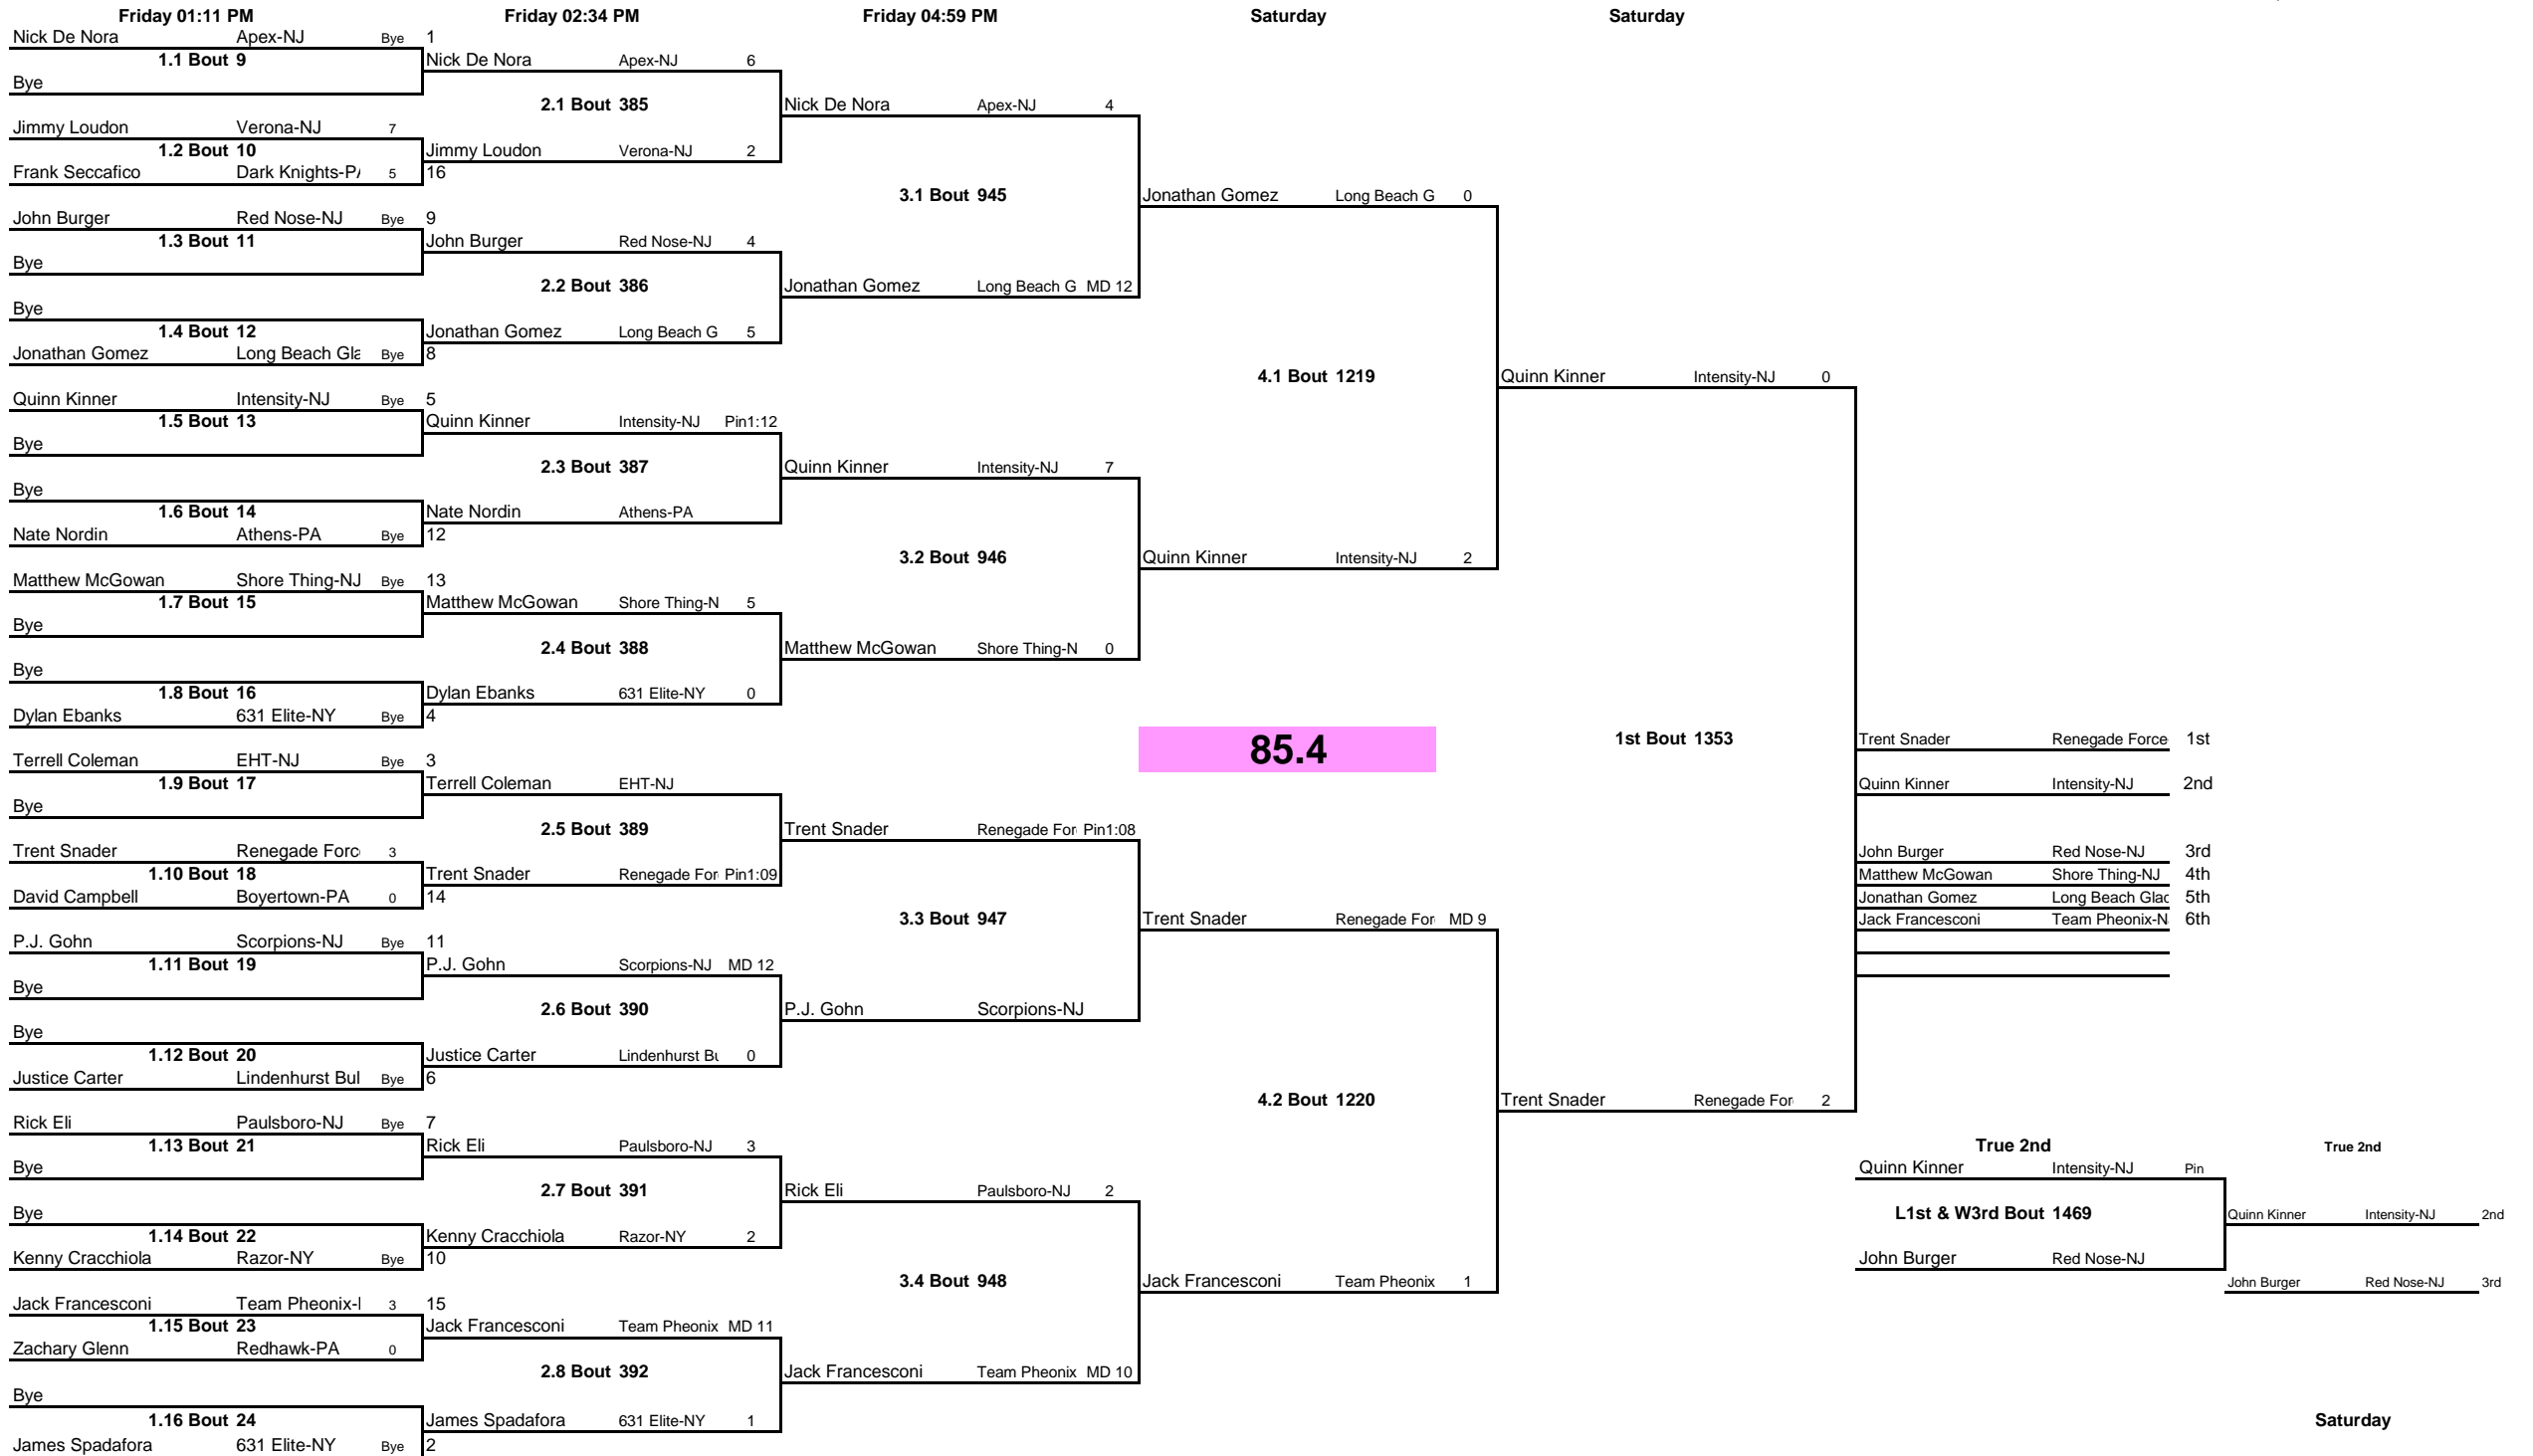 Friday 01:11 PM Friday 02:34 PM Friday 04:59 PM Saturday Saturday
Nick De Nora Apex-NJ Bye 1
1.1 Bout 9 Nick De Nora Apex-NJ 6
Bye
2.1 Bout 385 Nick De Nora Apex-NJ 4
Jimmy Loudon Verona-NJ 7
1.2 Bout 10 Jimmy Loudon Verona-NJ 2
Frank Seccafico Dark Knights-P 5 16
3.1 Bout 945 Jonathan Gomez Long Beach G 0
John Burger Red Nose-NJ Bye 9
1.3 Bout 11 John Burger Red Nose-NJ 4
Bye
2.2 Bout 386 Jonathan Gomez Long Beach G MD 12
Bye
1.4 Bout 12 Jonathan Gomez Long Beach G 5
Jonathan Gomez Long Beach Gla Bye 8
4.1 Bout 1219 Quinn Kinner Intensity-NJ 0
Quinn Kinner Intensity-NJ Bye 5
1.5 Bout 13 Quinn Kinner Intensity-NJ Pin1:12
Bye
2.3 Bout 387 Quinn Kinner Intensity-NJ 7
Bye
1.6 Bout 14 Nate Nordin Athens-PA
Nate Nordin Athens-PA Bye 12
3.2 Bout 946 Quinn Kinner Intensity-NJ 2
Matthew McGowan Shore Thing-NJ Bye 13
1.7 Bout 15 Matthew McGowan Shore Thing-N 5
Bye
2.4 Bout 388 Matthew McGowan Shore Thing-N 0
Bye
1.8 Bout 16 Dylan Ebanks 631 Elite-NY 0
Dylan Ebanks 631 Elite-NY Bye 4
85.4 1st Bout 1353 Trent Snader Renegade Force 1st
Terrell Coleman EHT-NJ Bye 3
1.9 Bout 17 Terrell Coleman EHT-NJ Quinn Kinner Intensity-NJ 2nd
Bye
2.5 Bout 389 Trent Snader Renegade For Pin1:08
Trent Snader Renegade Forc 3 John Burger Red Nose-NJ 3rd
1.10 Bout 18 Trent Snader Renegade For Pin1:09 Matthew McGowan Shore Thing-NJ 4th
David Campbell Boyertown-PA 0 14 Jonathan Gomez Long Beach Glad 5th
3.3 Bout 947 Trent Snader Renegade For MD 9 Jack Francesconi Team Pheonix-N 6th
P.J. Gohn Scorpions-NJ Bye 11
1.11 Bout 19 P.J. Gohn Scorpions-NJ MD 12
Bye
2.6 Bout 390 P.J. Gohn Scorpions-NJ
Bye
1.12 Bout 20 Justice Carter Lindenhurst Bu 0
Justice Carter Lindenhurst Bul Bye 6
4.2 Bout 1220 Trent Snader Renegade For 2
Rick Eli Paulsboro-NJ Bye 7
1.13 Bout 21 Rick Eli Paulsboro-NJ 3 True 2nd True 2nd
Bye Quinn Kinner Intensity-NJ Pin
2.7 Bout 391 Rick Eli Paulsboro-NJ 2
Bye L1st & W3rd Bout 1469 Quinn Kinner Intensity-NJ 2nd
1.14 Bout 22 Kenny Cracchiola Razor-NY 2
Kenny Cracchiola Razor-NY Bye 10 John Burger Red Nose-NJ
3.4 Bout 948 Jack Francesconi Team Pheonix 1 John Burger Red Nose-NJ 3rd
Jack Francesconi Team Pheonix- 3 15
1.15 Bout 23 Jack Francesconi Team Pheonix MD 11
Zachary Glenn Redhawk-PA 0
2.8 Bout 392 Jack Francesconi Team Pheonix MD 10
Bye
1.16 Bout 24 James Spadafora 631 Elite-NY 1 Saturday
James Spadafora 631 Elite-NY Bye 2